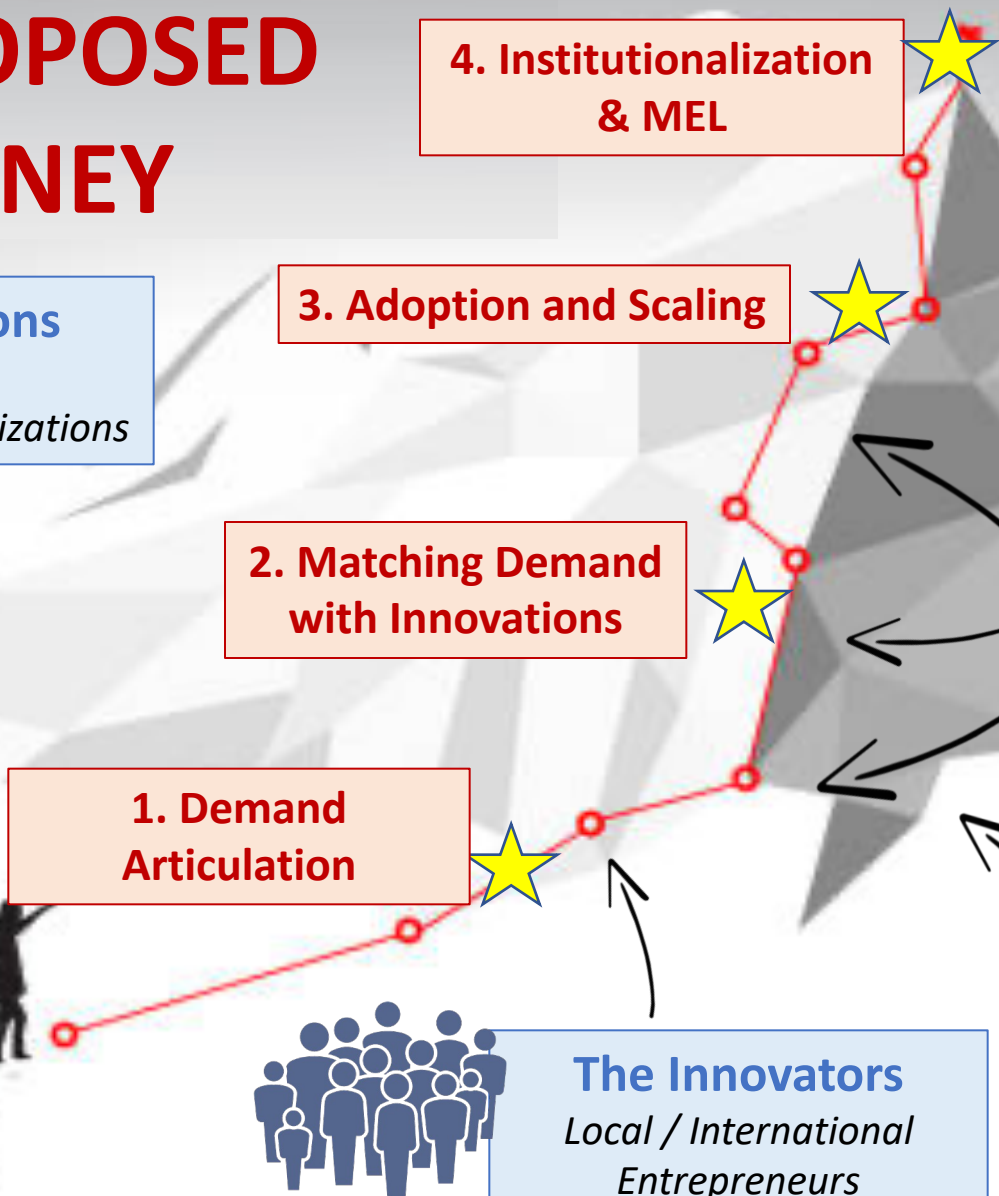 OPOSED
NEY
4. Institutionalization
& MEL
3. Adoption and Scaling
ons
izations
2. Matching Demand
with Innovations
1. Demand
Articulation
The Innovators
Local / International
Entrepreneurs